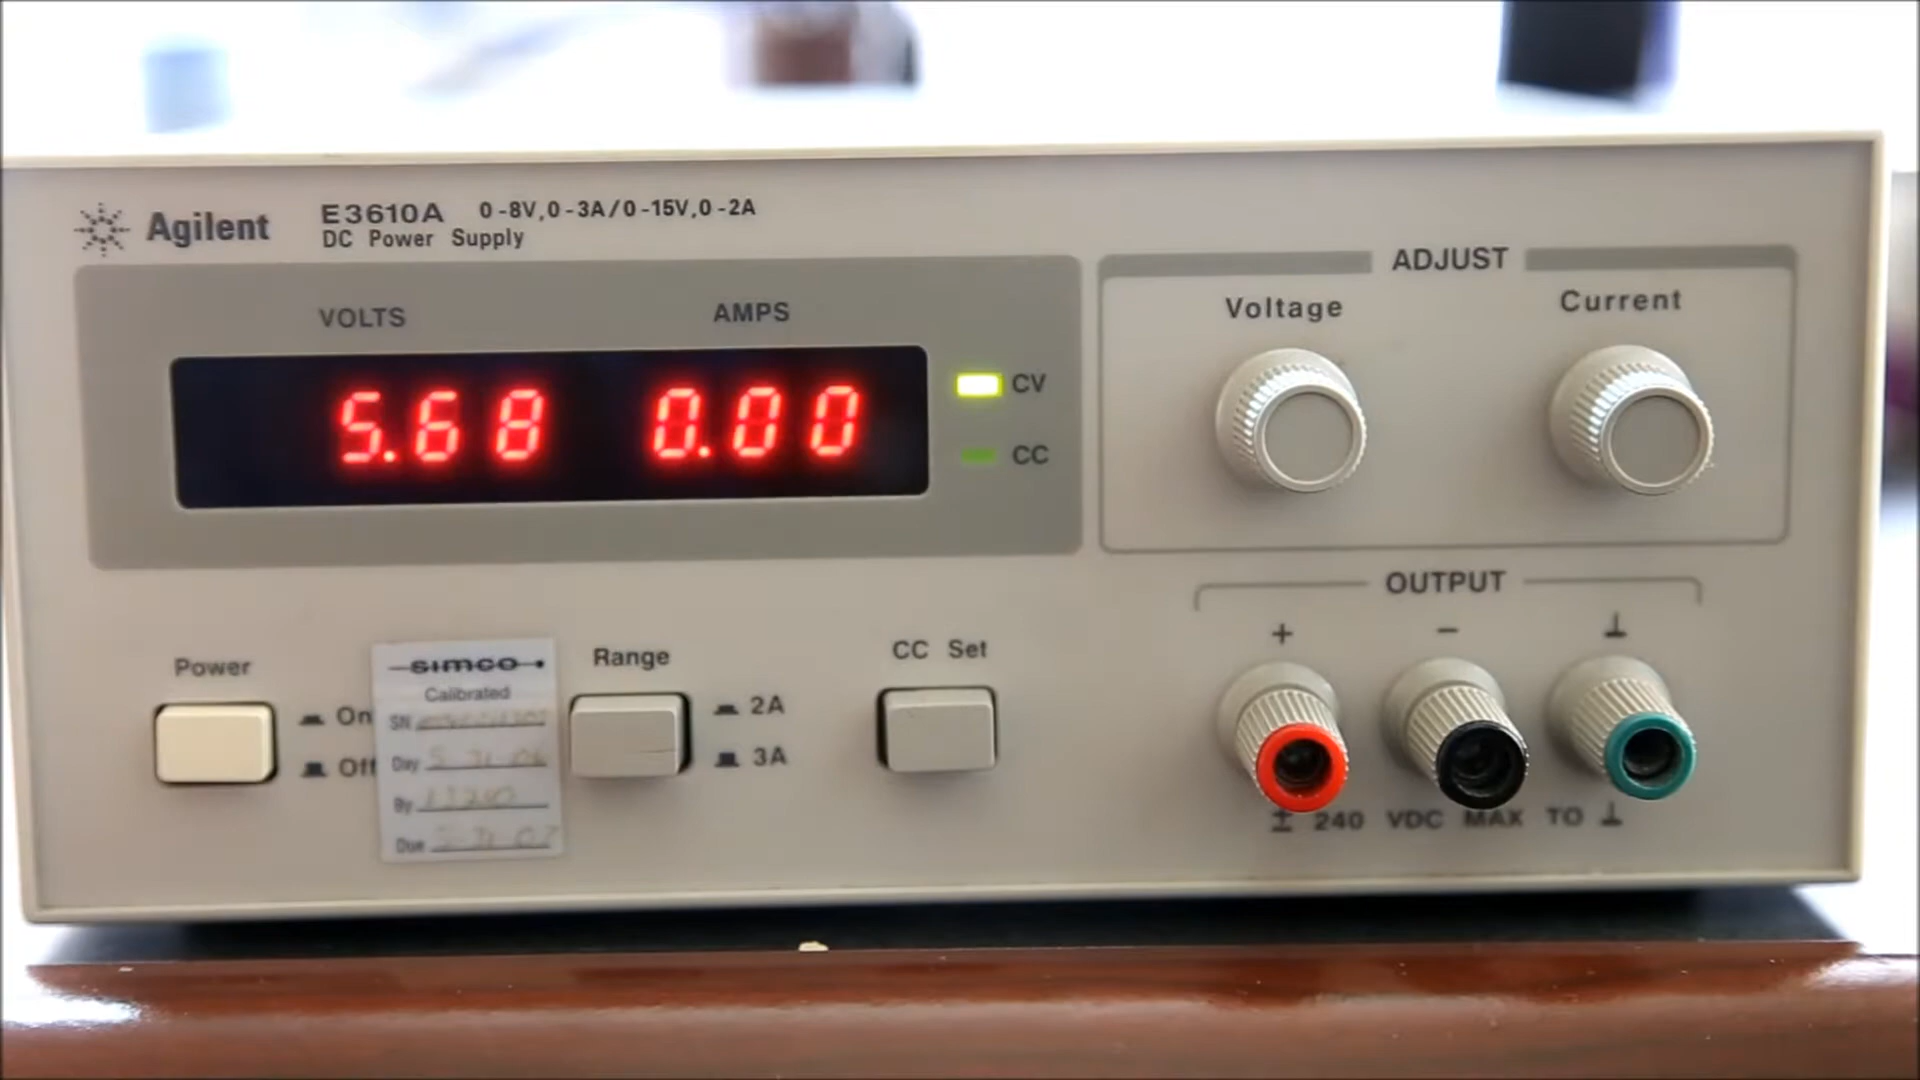 Agilent
E3610A 0-8V,0-3A/0-15V,0-2A
DC Power Supply
VOLTS AMPS
5.68 0.00
CV
CC
ADJUST
Voltage Current
OUTPUT
+ − ⏊
± 240 VDC MAX TO ⏊
Power
On
Off
SIMCO
Calibrated
SN
Day
By
Due
Range
2A
3A
CC Set